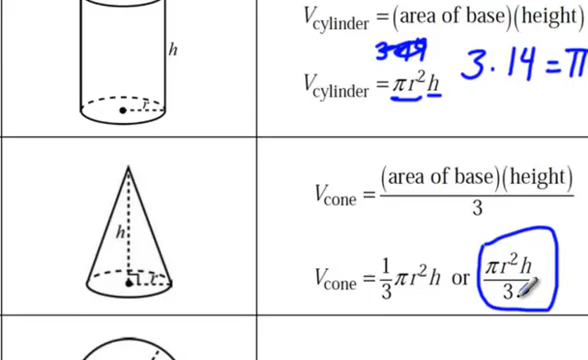 V_cylinder = (area of base)(height)
3.14 = π
h
V_cylinder = πr²h
r
V_cone = (area of base)(height) / 3
h
V_cone = 1/3 πr²h or πr²h / 3
r